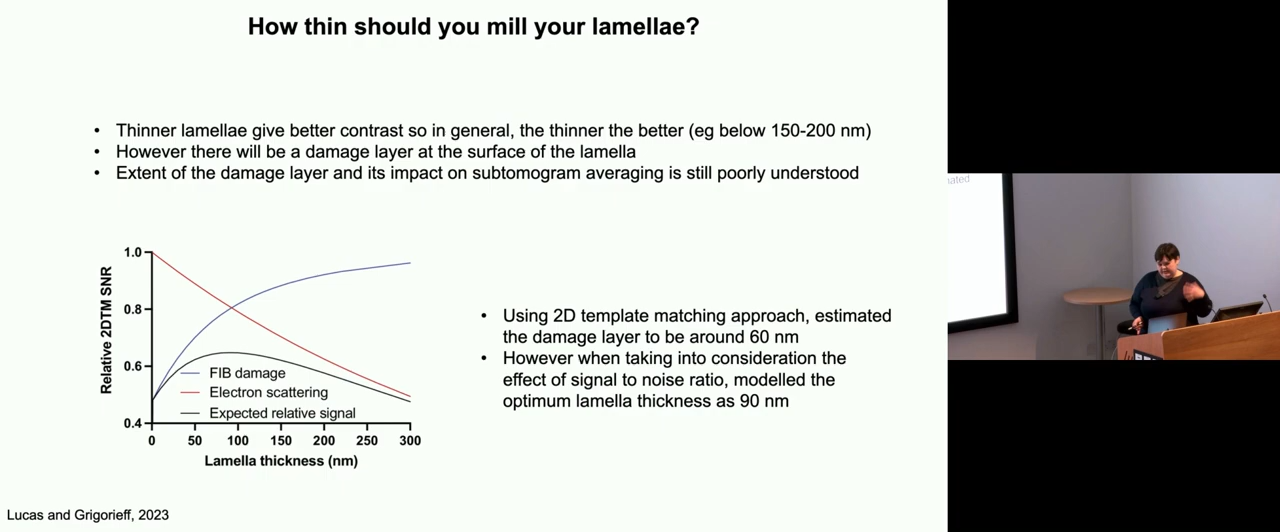 How thin should you mill your lamellae?
• Thinner lamellae give better contrast so in general, the thinner the better (eg below 150-200 nm)
• However there will be a damage layer at the surface of the lamella
• Extent of the damage layer and its impact on subtomogram averaging is still poorly understood
Relative 2DTM SNR
1.0
0.8
0.6
0.4
FIB damage
Electron scattering
Expected relative signal
0 50 100 150 200 250 300
Lamella thickness (nm)
• Using 2D template matching approach, estimated
the damage layer to be around 60 nm
• However when taking into consideration the
effect of signal to noise ratio, modelled the
optimum lamella thickness as 90 nm
Lucas and Grigorieff, 2023